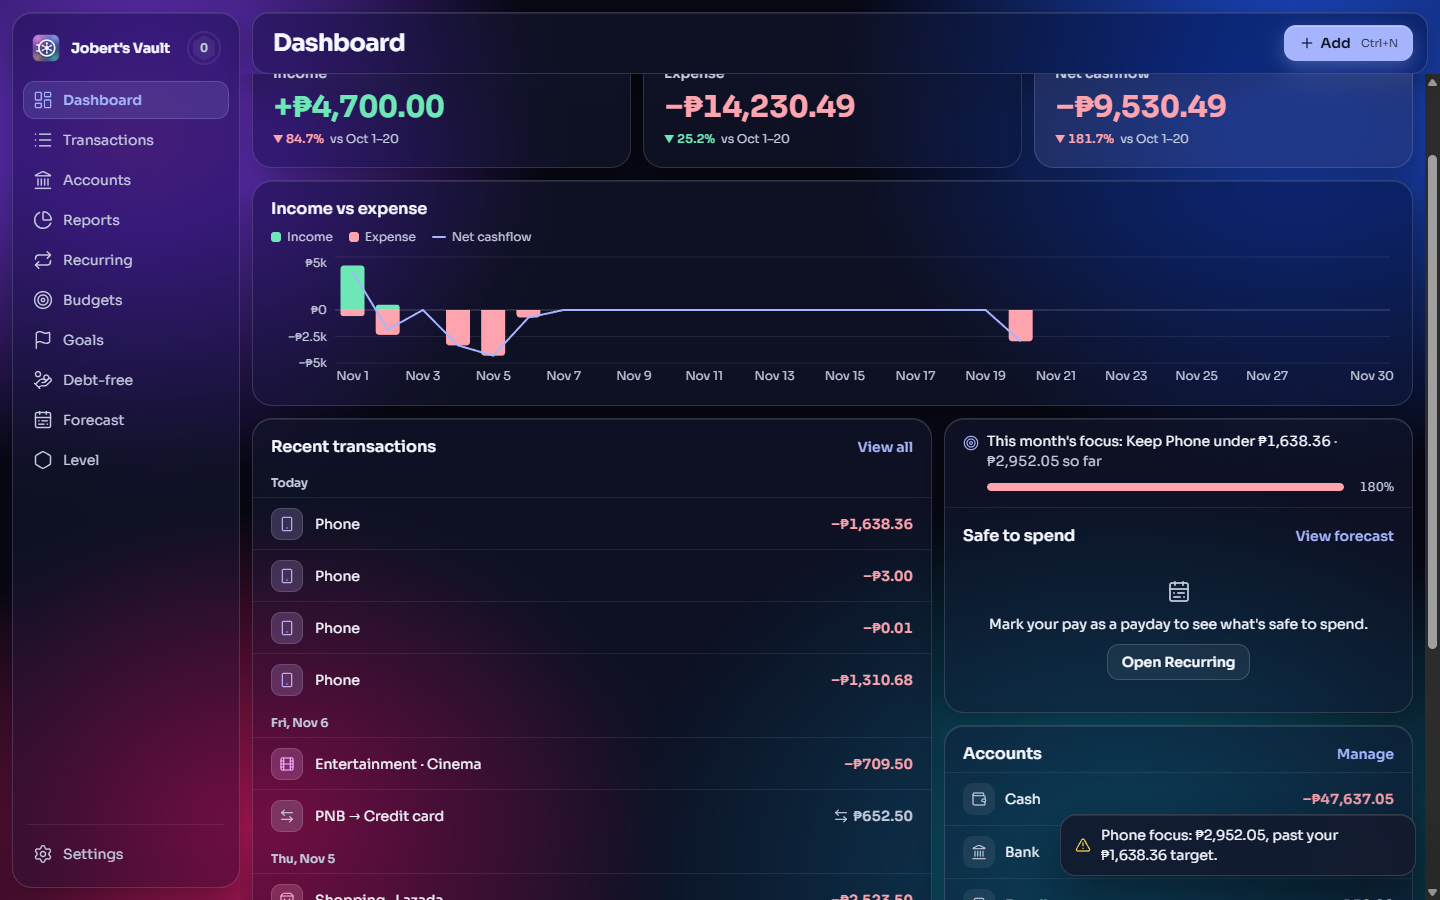 Jobert's Vault
0
Dashboard
Transactions
Accounts
Reports
Recurring
Budgets
Goals
Debt-free
Forecast
Level
Settings
Dashboard
+ Add Ctrl+N
Income
+₱4,700.00
▼ 84.7% vs Oct 1–20
Expense
−₱14,230.49
▼ 25.2% vs Oct 1–20
Net cashflow
−₱9,530.49
▼ 181.7% vs Oct 1–20
Income vs expense
Income Expense Net cashflow
₱5k
₱0
−₱2.5k
−₱5k
Nov 1 Nov 3 Nov 5 Nov 7 Nov 9 Nov 11 Nov 13 Nov 15 Nov 17 Nov 19 Nov 21 Nov 23 Nov 25 Nov 27 Nov 30
Recent transactions View all
Today
Phone −₱1,638.36
Phone −₱3.00
Phone −₱0.01
Phone −₱1,310.68
Fri, Nov 6
Entertainment · Cinema −₱709.50
PNB → Credit card ₱652.50
Thu, Nov 5
Shopping · Lazada −₱2,523.50
This month's focus: Keep Phone under ₱1,638.36 ·
₱2,952.05 so far
180%
Safe to spend View forecast
Mark your pay as a payday to see what's safe to spend.
Open Recurring
Accounts Manage
Cash −₱47,637.05
Bank
Phone focus: ₱2,952.05, past your
₱1,638.36 target.